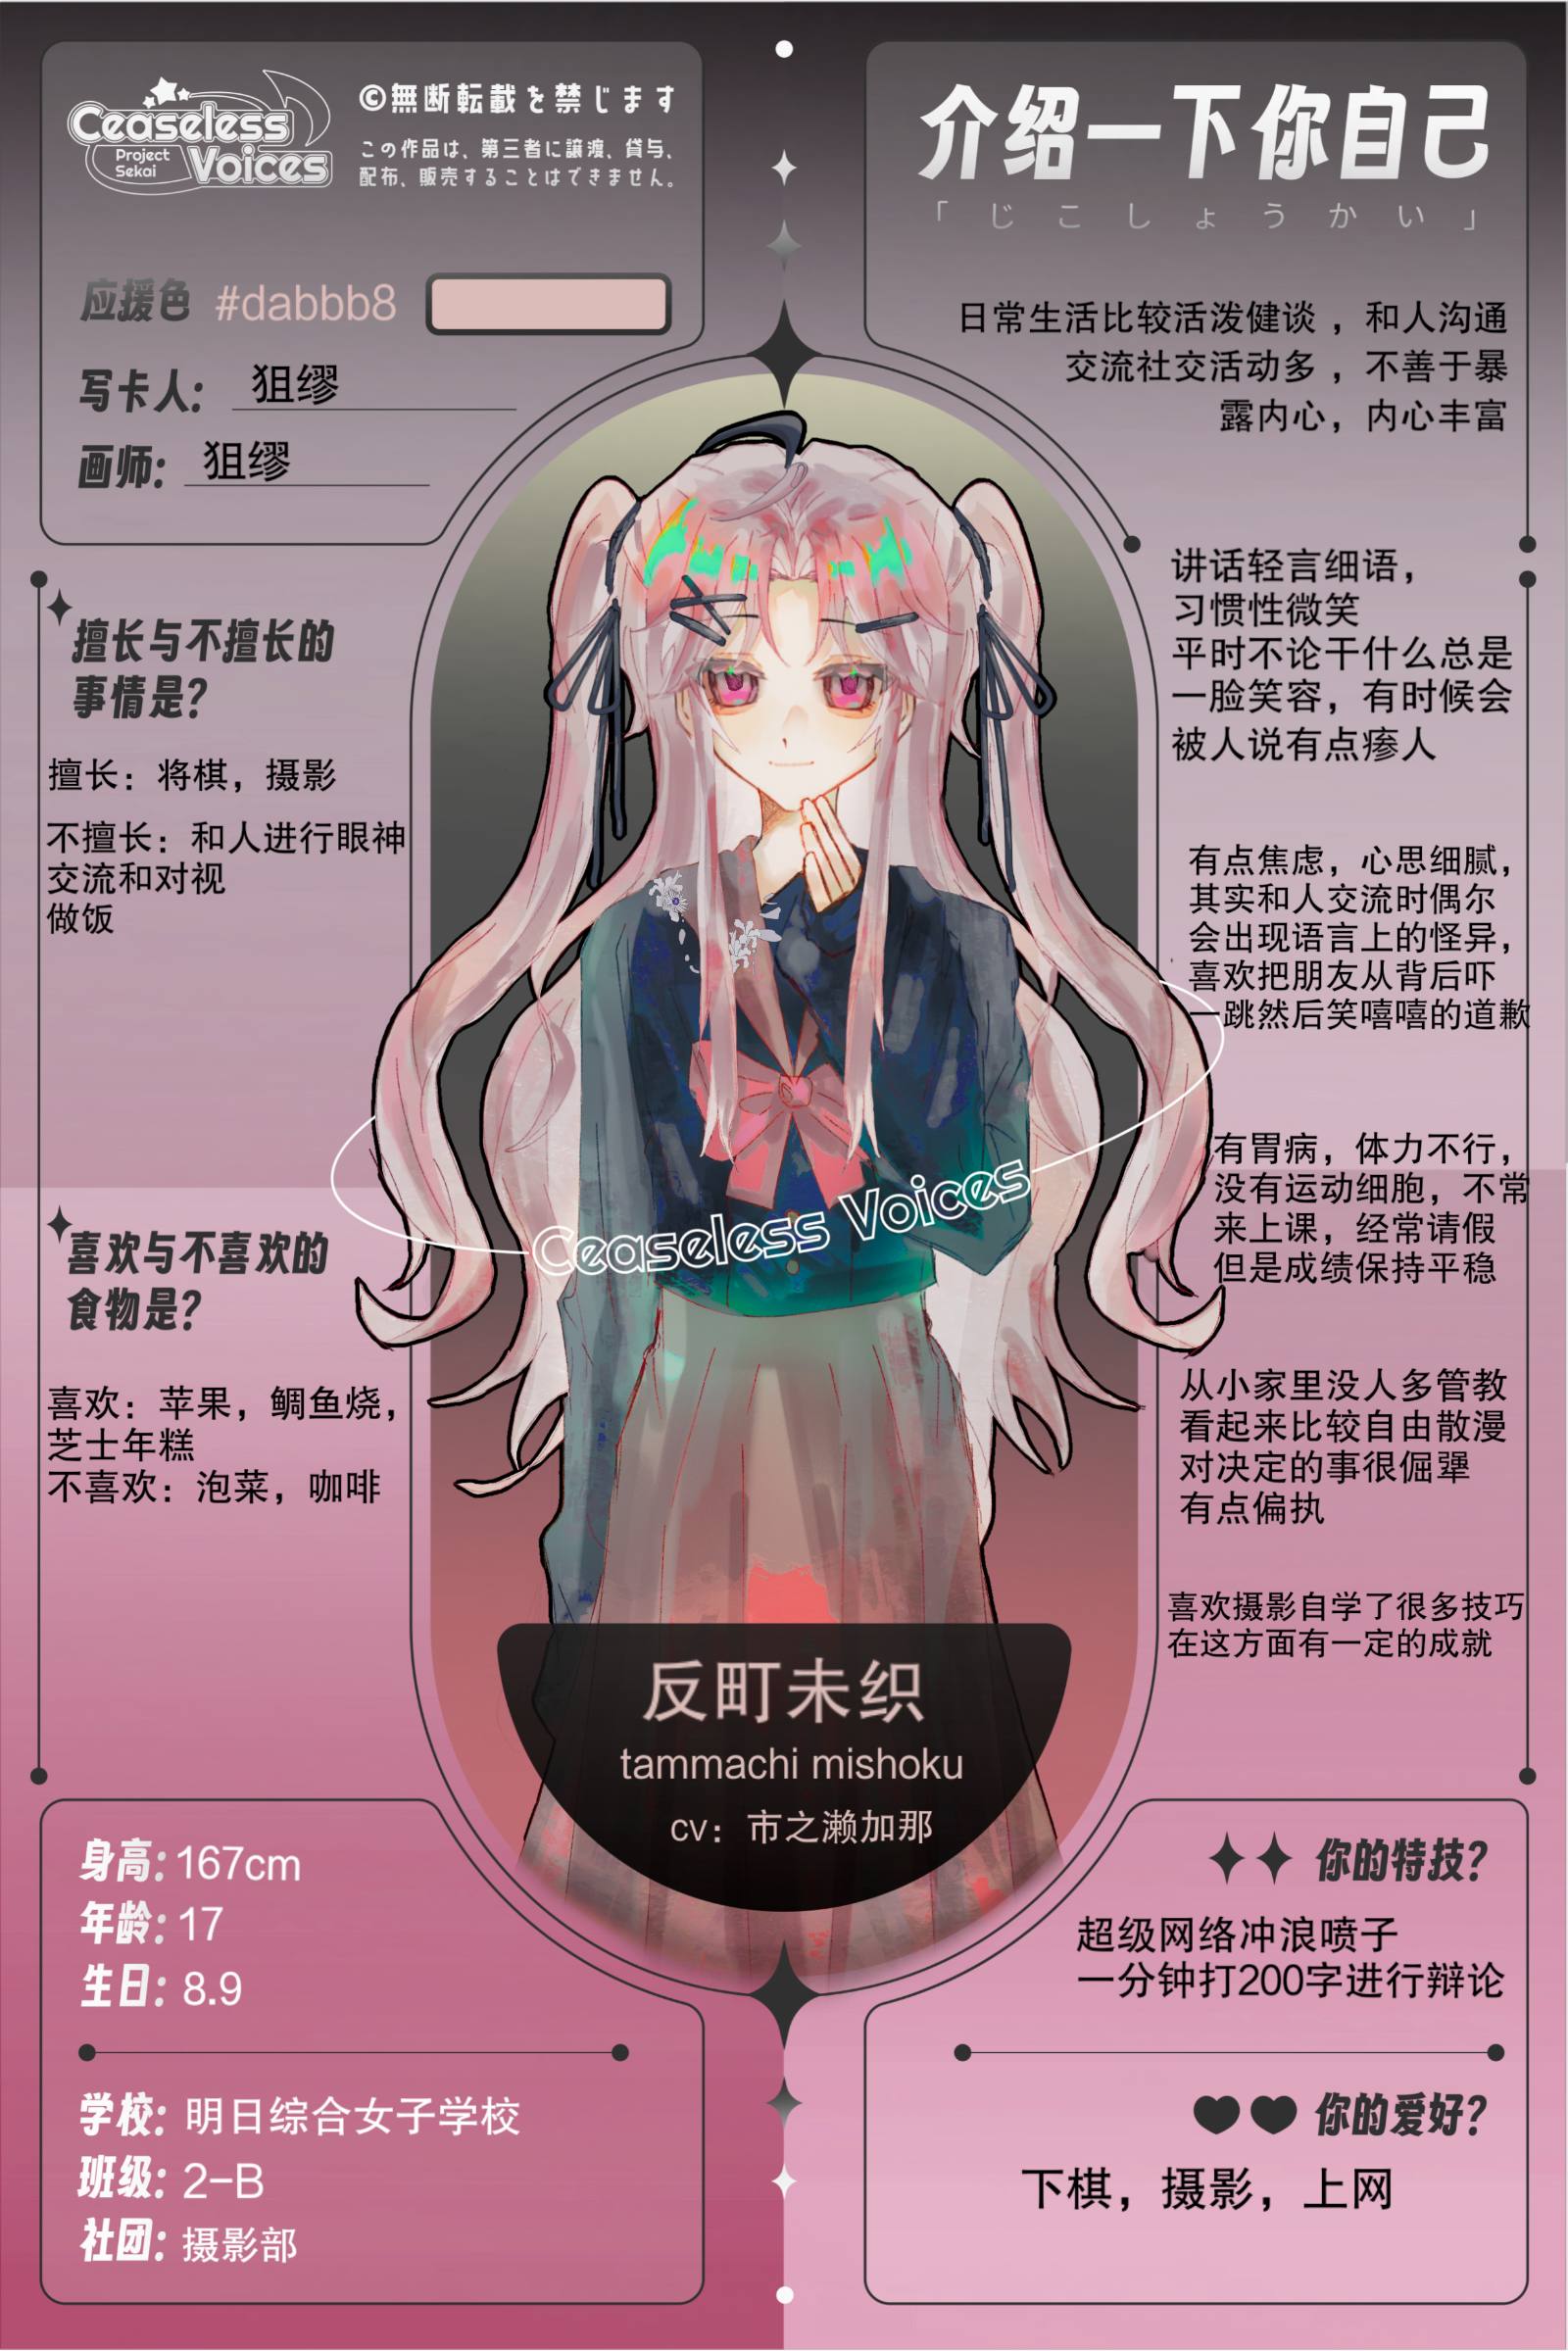 Ceaseless
Project
Sekai
Voices
©無断転載を禁じます
この作品は、第三者に譲渡、貸与、
配布、販売することはできません。
应援色 #dabbb8
写卡人: 狙缪
画师: 狙缪
介绍一下你自己
「じこしょうかい」
日常生活比较活泼健谈，和人沟通
交流社交活动多，不善于暴
露内心，内心丰富
讲话轻言细语，
习惯性微笑
平时不论干什么总是
一脸笑容，有时候会
被人说有点瘆人
有点焦虑，心思细腻，
其实和人交流时偶尔
会出现语言上的怪异，
喜欢把朋友从背后吓
一跳然后笑嘻嘻的道歉
有胃病，体力不行，
没有运动细胞，不常
来上课，经常请假
但是成绩保持平稳
从小家里没人多管教
看起来比较自由散漫
对决定的事很倔犟
有点偏执
喜欢摄影自学了很多技巧
在这方面有一定的成就
擅长与不擅长的
事情是?
擅长：将棋，摄影
不擅长：和人进行眼神
交流和对视
做饭
喜欢与不喜欢的
食物是?
喜欢：苹果，鲷鱼烧，
芝士年糕
不喜欢：泡菜，咖啡
Ceaseless Voices
反町未织
tammachi mishoku
cv：市之濑加那
身高: 167cm
年龄: 17
生日: 8.9
学校: 明日综合女子学校
班级: 2-B
社团: 摄影部
你的特技?
超级网络冲浪喷子
一分钟打200字进行辩论
你的爱好?
下棋，摄影，上网